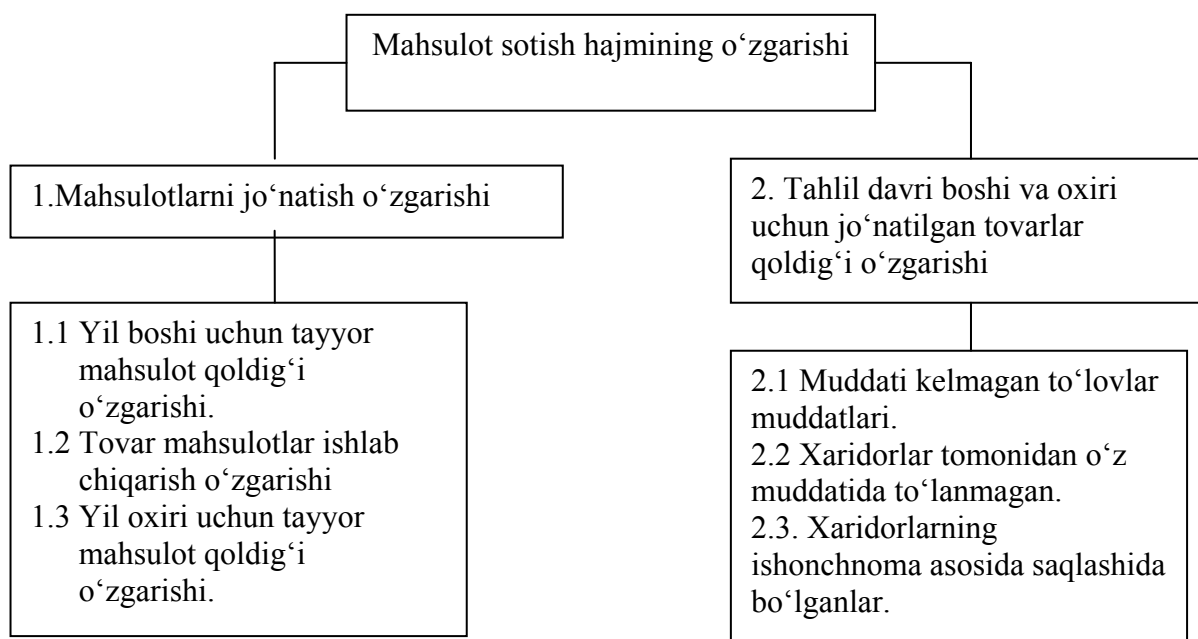 Mahsulot sotish hajmining o‘zgarishi
1.Mahsulotlarni jo‘natish o‘zgarishi
1.1 Yil boshi uchun tayyor
mahsulot qoldig‘i
o‘zgarishi.
1.2 Tovar mahsulotlar ishlab
chiqarish o‘zgarishi
1.3 Yil oxiri uchun tayyor
mahsulot qoldig‘i
o‘zgarishi.
2. Tahlil davri boshi va oxiri
uchun jo‘natilgan tovarlar
qoldig‘i o‘zgarishi
2.1 Muddati kelmagan to‘lovlar
muddatlari.
2.2 Xaridorlar tomonidan o‘z
muddatida to‘lanmagan.
2.3. Xaridorlarning
ishonchnoma asosida saqlashida
bo‘lganlar.